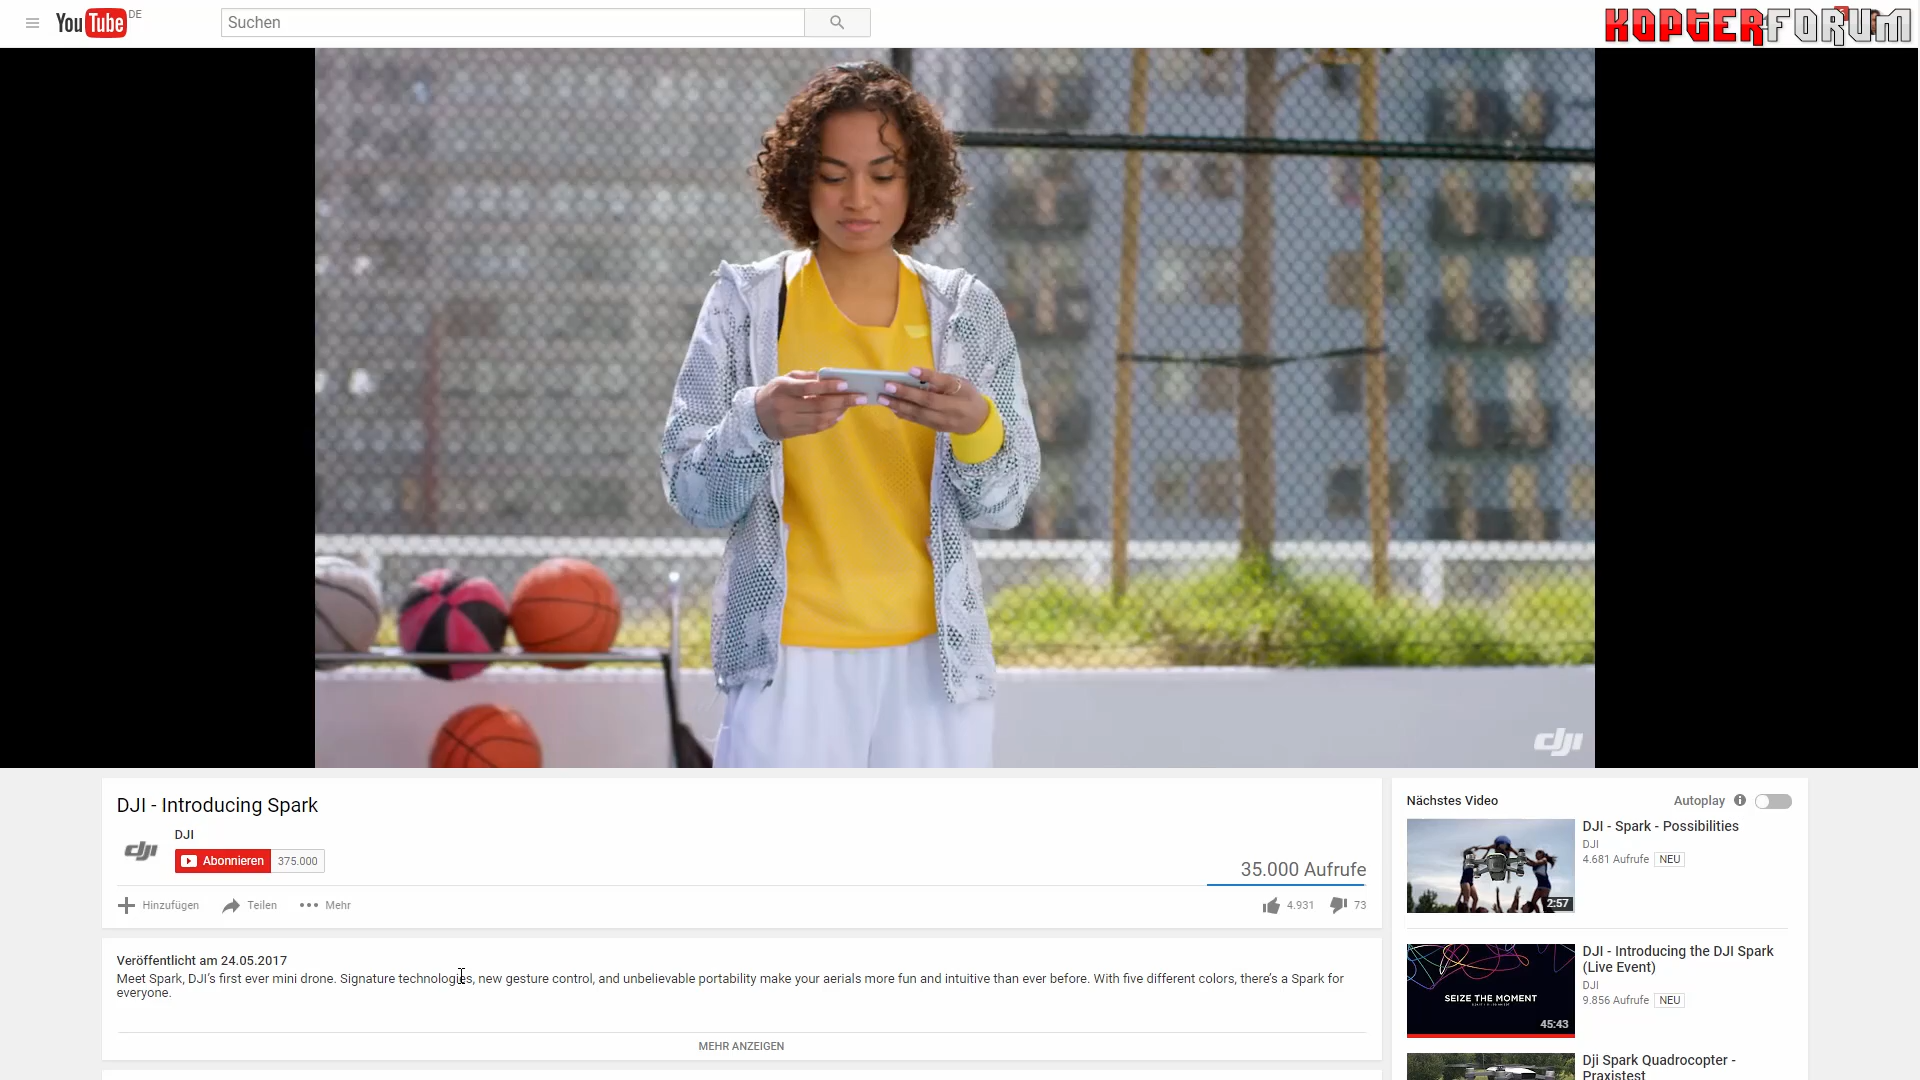 YouTube DE
Suchen
KOPTERFORUM
dji
DJI - Introducing Spark
dji
DJI
Abonnieren 375.000
35.000 Aufrufe
Hinzufügen Teilen Mehr
4.931 73
Veröffentlicht am 24.05.2017
Meet Spark, DJI's first ever mini drone. Signature technologies, new gesture control, and unbelievable portability make your aerials more fun and intuitive than ever before. With five different colors, there's a Spark for
everyone.
MEHR ANZEIGEN
Nächstes Video Autoplay
2:57
DJI - Spark - Possibilities
DJI
4.681 Aufrufe NEU
SEIZE THE MOMENT
45:43
DJI - Introducing the DJI Spark
(Live Event)
DJI
9.856 Aufrufe NEU
Dji Spark Quadrocopter -
Praxistest